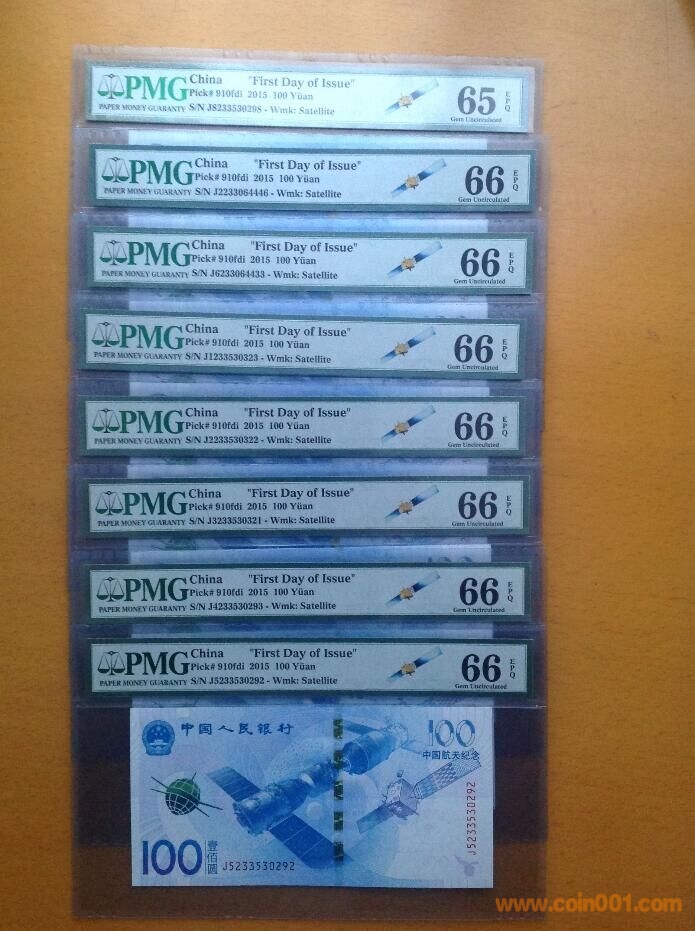 PMG China "First Day of Issue"
Pick# 910fdi 2015 100 Yüan
PAPER MONEY GUARANTY S/N J8233530298 - Wmk: Satellite
65 EPQ
Gem Uncirculated
PMG China "First Day of Issue"
Pick# 910fdi 2015 100 Yüan
PAPER MONEY GUARANTY S/N J2233064446 - Wmk: Satellite
66 EPQ
Gem Uncirculated
PMG China "First Day of Issue"
Pick# 910fdi 2015 100 Yüan
PAPER MONEY GUARANTY S/N J6233064433 - Wmk: Satellite
66 EPQ
Gem Uncirculated
PMG China "First Day of Issue"
Pick# 910fdi 2015 100 Yüan
PAPER MONEY GUARANTY S/N J1233530323 - Wmk: Satellite
66 EPQ
Gem Uncirculated
PMG China "First Day of Issue"
Pick# 910fdi 2015 100 Yüan
PAPER MONEY GUARANTY S/N J2233530322 - Wmk: Satellite
66 EPQ
Gem Uncirculated
PMG China "First Day of Issue"
Pick# 910fdi 2015 100 Yüan
PAPER MONEY GUARANTY S/N J3233530321 - Wmk: Satellite
66 EPQ
Gem Uncirculated
PMG China "First Day of Issue"
Pick# 910fdi 2015 100 Yüan
PAPER MONEY GUARANTY S/N J4233530293 - Wmk: Satellite
66 EPQ
Gem Uncirculated
PMG China "First Day of Issue"
Pick# 910fdi 2015 100 Yüan
PAPER MONEY GUARANTY S/N J5233530292 - Wmk: Satellite
66 EPQ
Gem Uncirculated
中国人民银行
100
中国航天纪念
J5233530292
100 壹佰圆 J5233530292
www.coin001.com